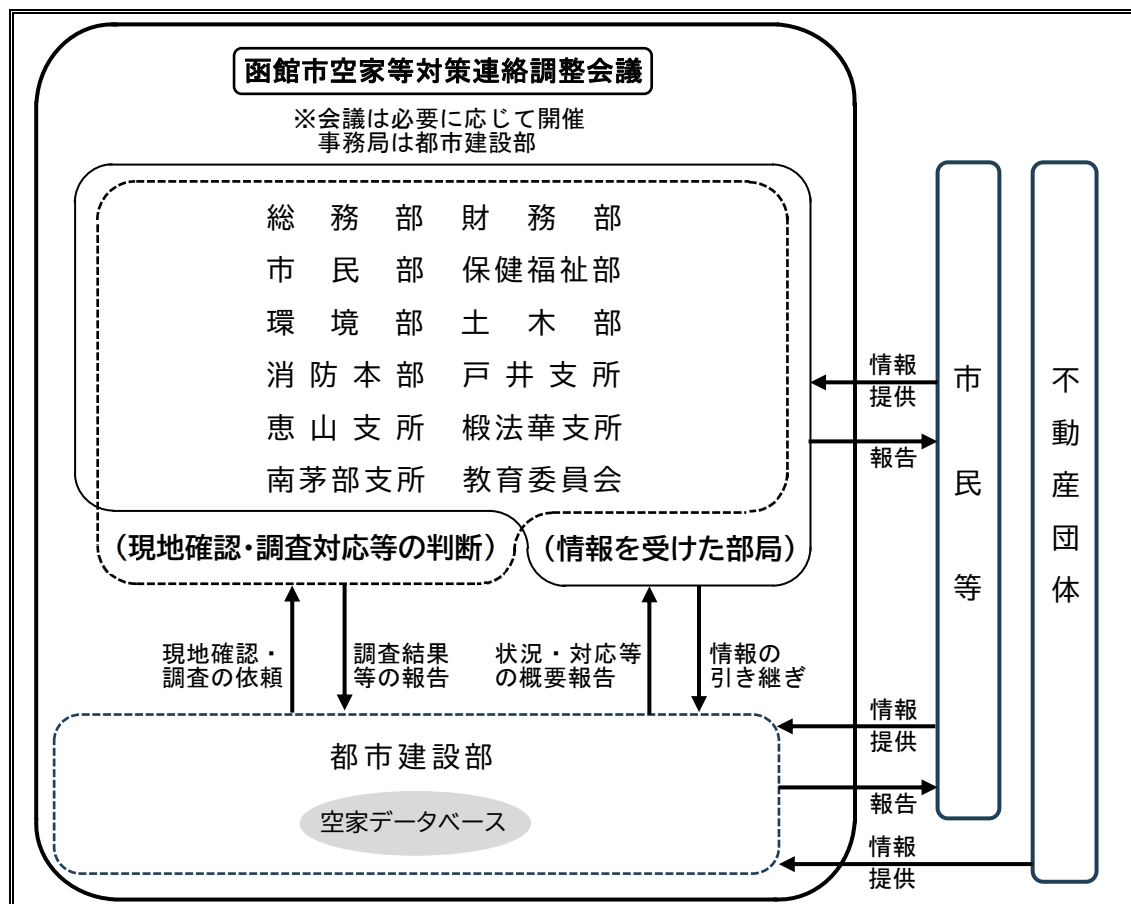 函館市空家等対策連絡調整会議
※会議は必要に応じて開催
事務局は都市建設部
総務部 財務部
市民部 保健福祉部
環境部 土木部
消防本部 戸井支所
恵山支所 椴法華支所
南茅部支所 教育委員会
（現地確認・調査対応等の判断）
（情報を受けた部局）
現地確認・
調査の依頼
調査結果
等の報告
状況・対応等
の概要報告
情報の
引き継ぎ
都市建設部
空家データベース
情報
提供
報告
情報
提供
報告
情報
提供
市民等
不動産団体